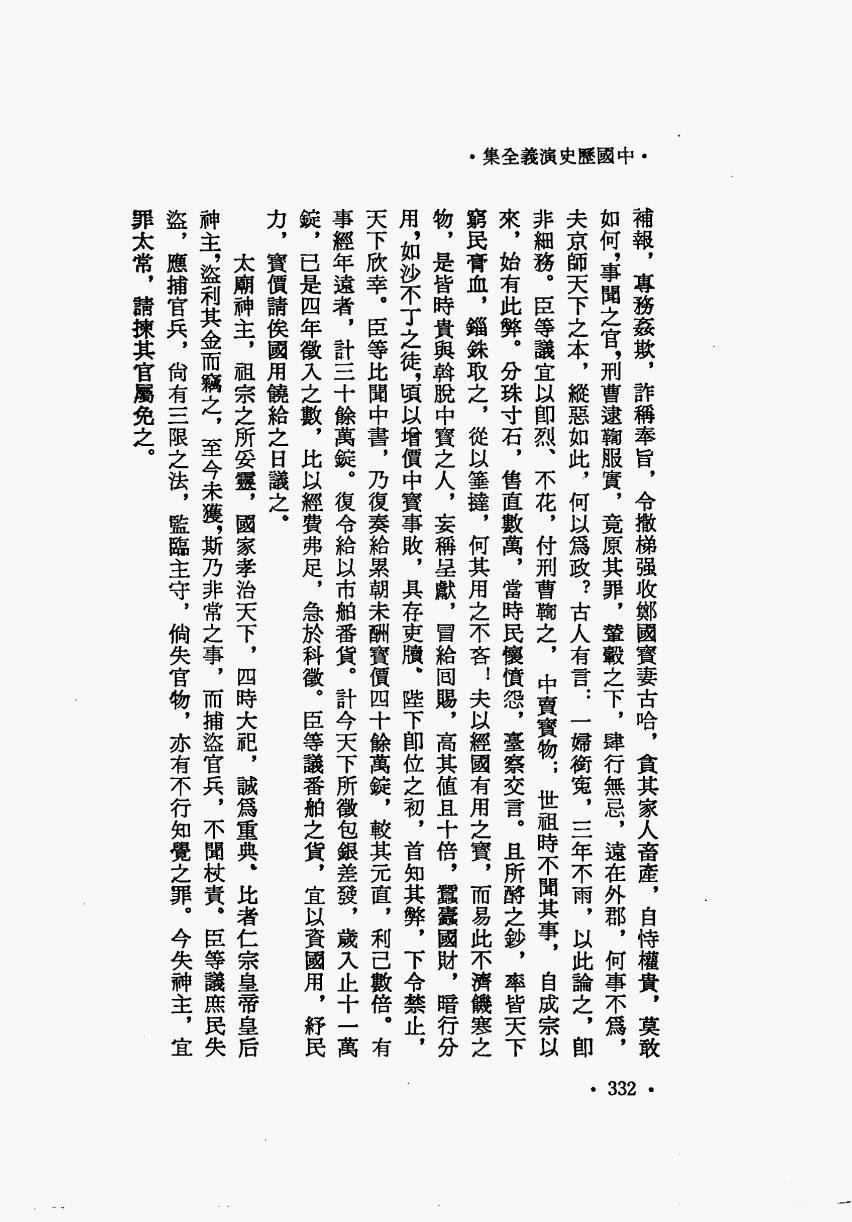 ·中國歷史演義全集·
補報，專務姦欺，詐稱奉旨，令撒梯强收鄭國寶妻古哈，貪其家人畜產，自恃權貴，莫敢
如何，事聞之官，刑曹逮鞫服實，竟原其罪，輦轂之下，肆行無忌，遠在外郡，何事不爲，
夫京師天下之本，縱惡如此，何以爲政？古人有言：一婦銜寃，三年不雨，以此論之，卽
非細務。臣等議宜以卽烈、不花，付刑曹鞫之，中賣寶物；世祖時不聞其事，自成宗以
來，始有此弊。分珠寸石，售直數萬，當時民懷憤怨，臺察交言。且所酹之鈔，率皆天下
窮民膏血，錙銖取之，從以箠撻，何其用之不吝！夫以經國有用之寶，而易此不濟饑寒之
物，是皆時貴與斡脫中寶之人，妄稱呈獻，冒給囘賜，高其値且十倍，蠶蠹國財，暗行分
用，如沙不丁之徒，頃以增價中寳事敗，具存吏牘、陛下卽位之初，首知其弊，下令禁止，
天下欣幸。臣等比聞中書，乃復奏給累朝未酬寶價四十餘萬錠，較其元直，利已數倍。有
事經年遠者，計三十餘萬錠。復令給以市舶番貨。計今天下所徵包銀差發，歲入止十一萬
錠，已是四年徵入之數，比以經費弗足，急於科徵。臣等議番舶之貨，宜以資國用，紓民
力，寶價請俟國用饒給之日議之。
太廟神主，祖宗之所妥靈，國家孝治天下，四時大祀，誠爲重典、比者仁宗皇帝皇后
神主，盜利其金而竊之，至今未獲，斯乃非常之事，而捕盜官兵，不聞杖責、臣等議庶民失
盜，應捕官兵，尙有三限之法，監臨主守，倘失官物，亦有不行知覺之罪。今失神主，宜
罪太常，請揀其官屬免之。
·332·